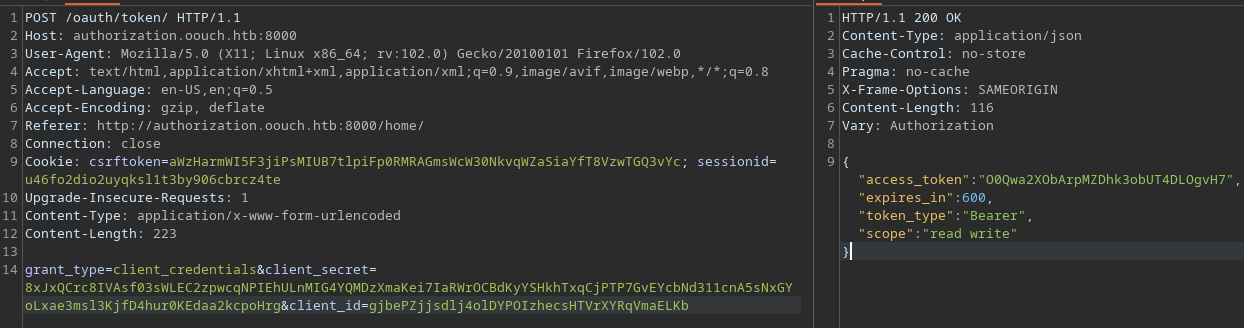 1 POST /oauth/token/ HTTP/1.1
2 Host: authorization.oouch.htb:8000
3 User-Agent: Mozilla/5.0 (X11; Linux x86_64; rv:102.0) Gecko/20100101 Firefox/102.0
4 Accept: text/html,application/xhtml+xml,application/xml;q=0.9,image/avif,image/webp,*/*;q=0.8
5 Accept-Language: en-US,en;q=0.5
6 Accept-Encoding: gzip, deflate
7 Referer: http://authorization.oouch.htb:8000/home/
8 Connection: close
9 Cookie: csrftoken=aWzHarmWI5F3jiPsMIUB7tlpiFp0RMRAGmsWcW30NkvqWZaSiaYfT8VzwTGQ3vYc; sessionid=
u46fo2dio2uyqksl1t3by906cbrcz4te
10 Upgrade-Insecure-Requests: 1
11 Content-Type: application/x-www-form-urlencoded
12 Content-Length: 223
13
14 grant_type=client_credentials&client_secret=
8xJxQCrc8IVAsf03sWLEC2zpwcqNPIEhULnMIG4YQMDzXmaKei7IaRWrOCBdKyYSHkhTxqCjPTP7GvEYcbNd311cnA5sNxGY
oLxae3msl3KjfD4hur0KEdaa2kcpoHrg&client_id=gjbePZjjsdlj4olDYPOIzhecsHTVrXYRqVmaELKb
1 HTTP/1.1 200 OK
2 Content-Type: application/json
3 Cache-Control: no-store
4 Pragma: no-cache
5 X-Frame-Options: SAMEORIGIN
6 Content-Length: 116
7 Vary: Authorization
8
9 {
"access_token":"O0Qwa2XObArpMZDhk3obUT4DLOgvH7",
"expires_in":600,
"token_type":"Bearer",
"scope":"read write"
}